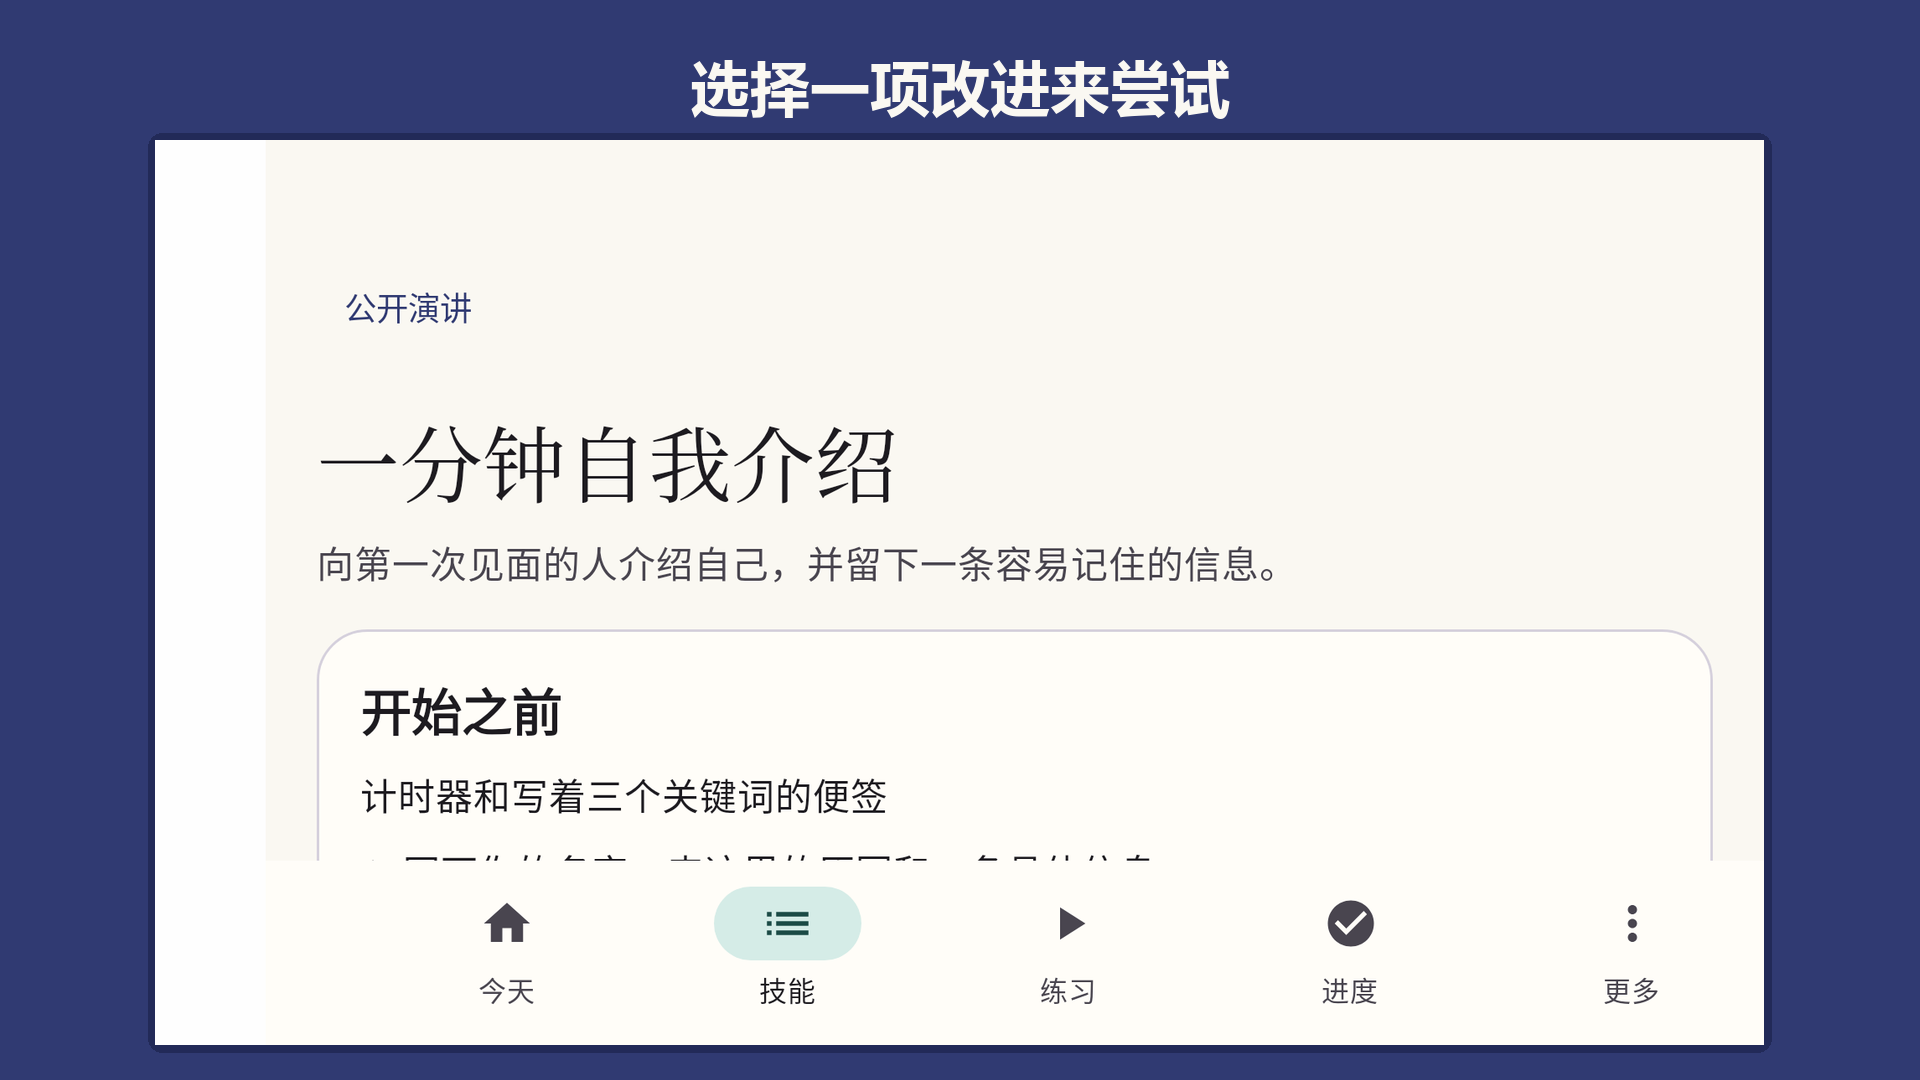 选择一项改进来尝试
公开演讲
一分钟自我介绍
向第一次见面的人介绍自己，并留下一条容易记住的信息。
开始之前
计时器和写着三个关键词的便签
今天
技能
练习
进度
更多